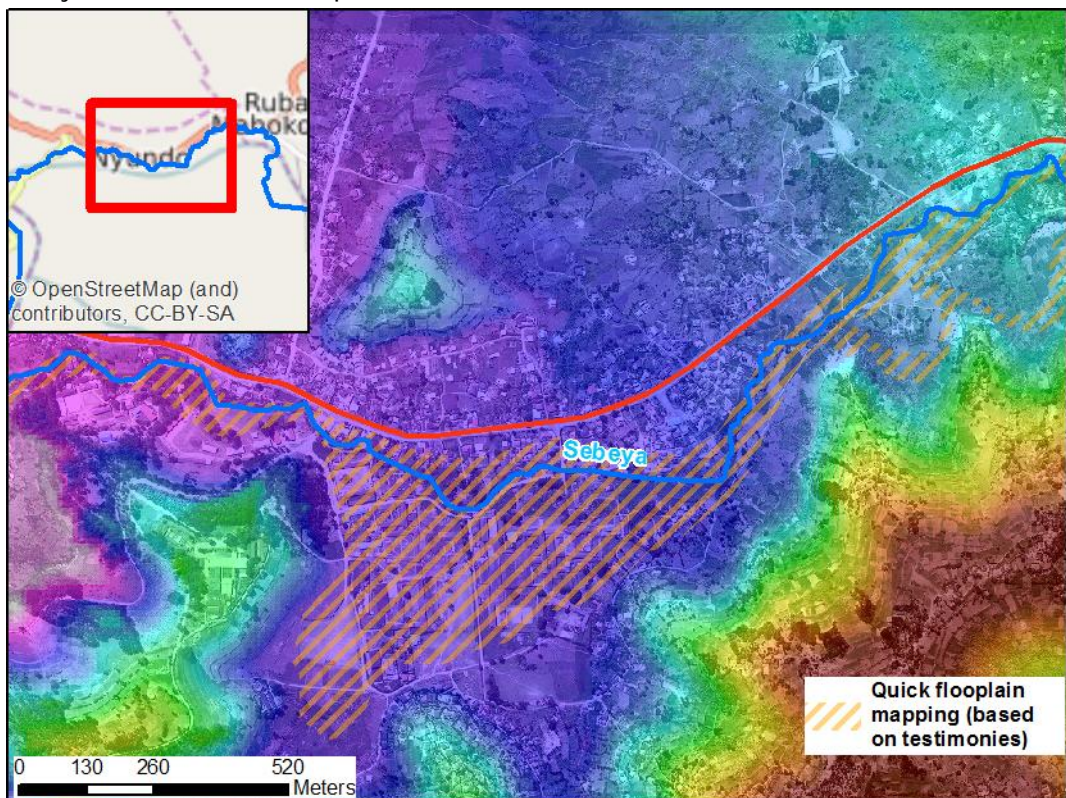 Ruba
Mahoko
Nyundo
© OpenStreetMap (and)
contributors, CC-BY-SA
Sebeya
Quick flooplain
mapping (based
on testimonies)
0 130 260 520
Meters